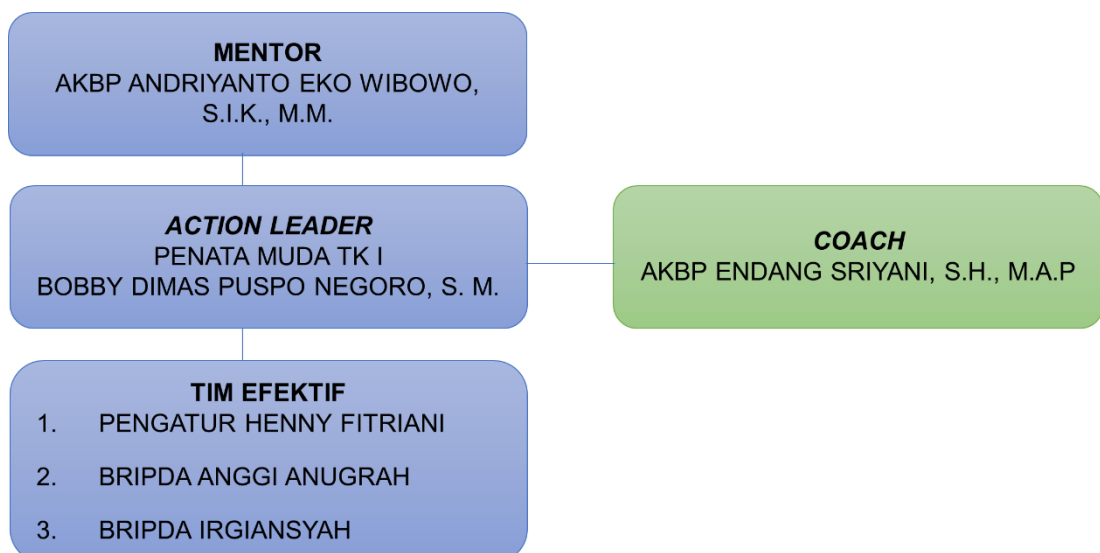 MENTOR
AKBP ANDRIYANTO EKO WIBOWO,
S.I.K., M.M.
ACTION LEADER
PENATA MUDA TK I
BOBBY DIMAS PUSPO NEGORO, S. M.
COACH
AKBP ENDANG SRIYANI, S.H., M.A.P
TIM EFEKTIF
1. PENGATUR HENNY FITRIANI
2. BRIPDA ANGGI ANUGRAH
3. BRIPDA IRGIANSYAH